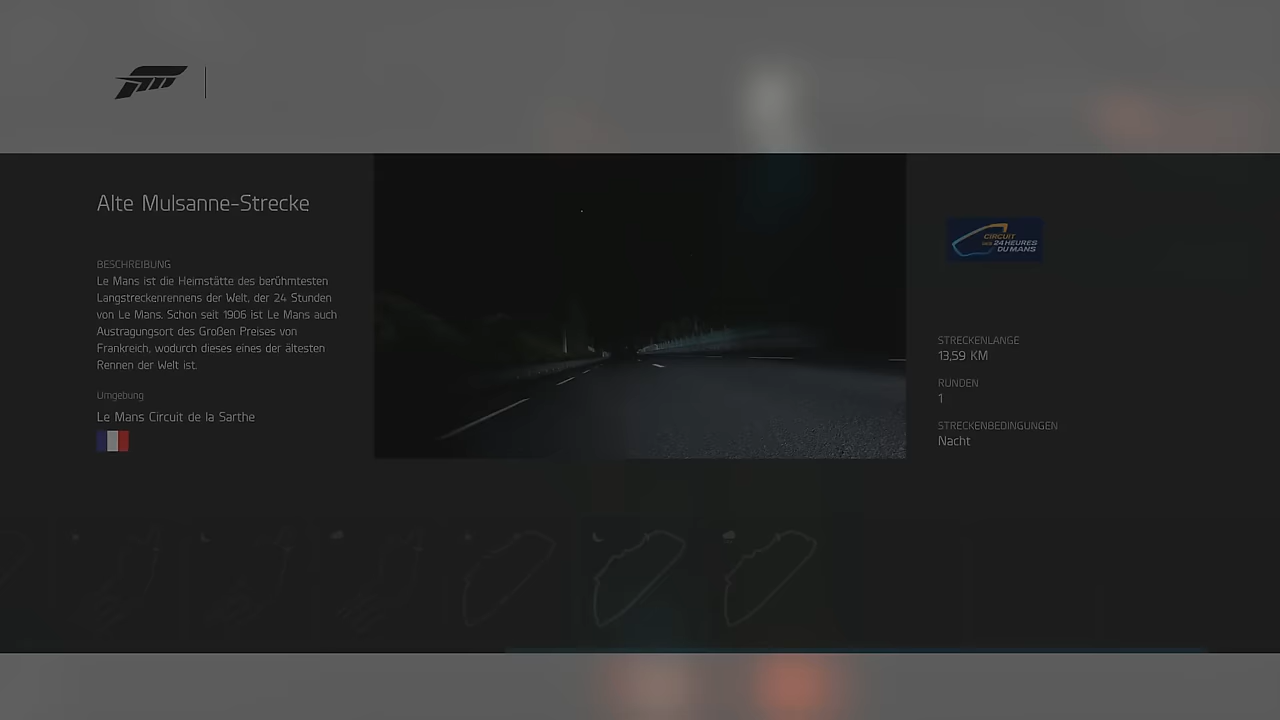 Alte Mulsanne-Strecke
BESCHREIBUNG
Le Mans ist die Heimstätte des berühmtesten
Langstreckenrennens der Welt, der 24 Stunden
von Le Mans. Schon seit 1906 ist Le Mans auch
Austragungsort des Großen Preises von
Frankreich, wodurch dieses eines der ältesten
Rennen der Welt ist.
Umgebung
Le Mans Circuit de la Sarthe
CIRCUIT
DES 24 HEURES
DU MANS
STRECKENLÄNGE
13,59 KM
RUNDEN
1
STRECKENBEDINGUNGEN
Nacht